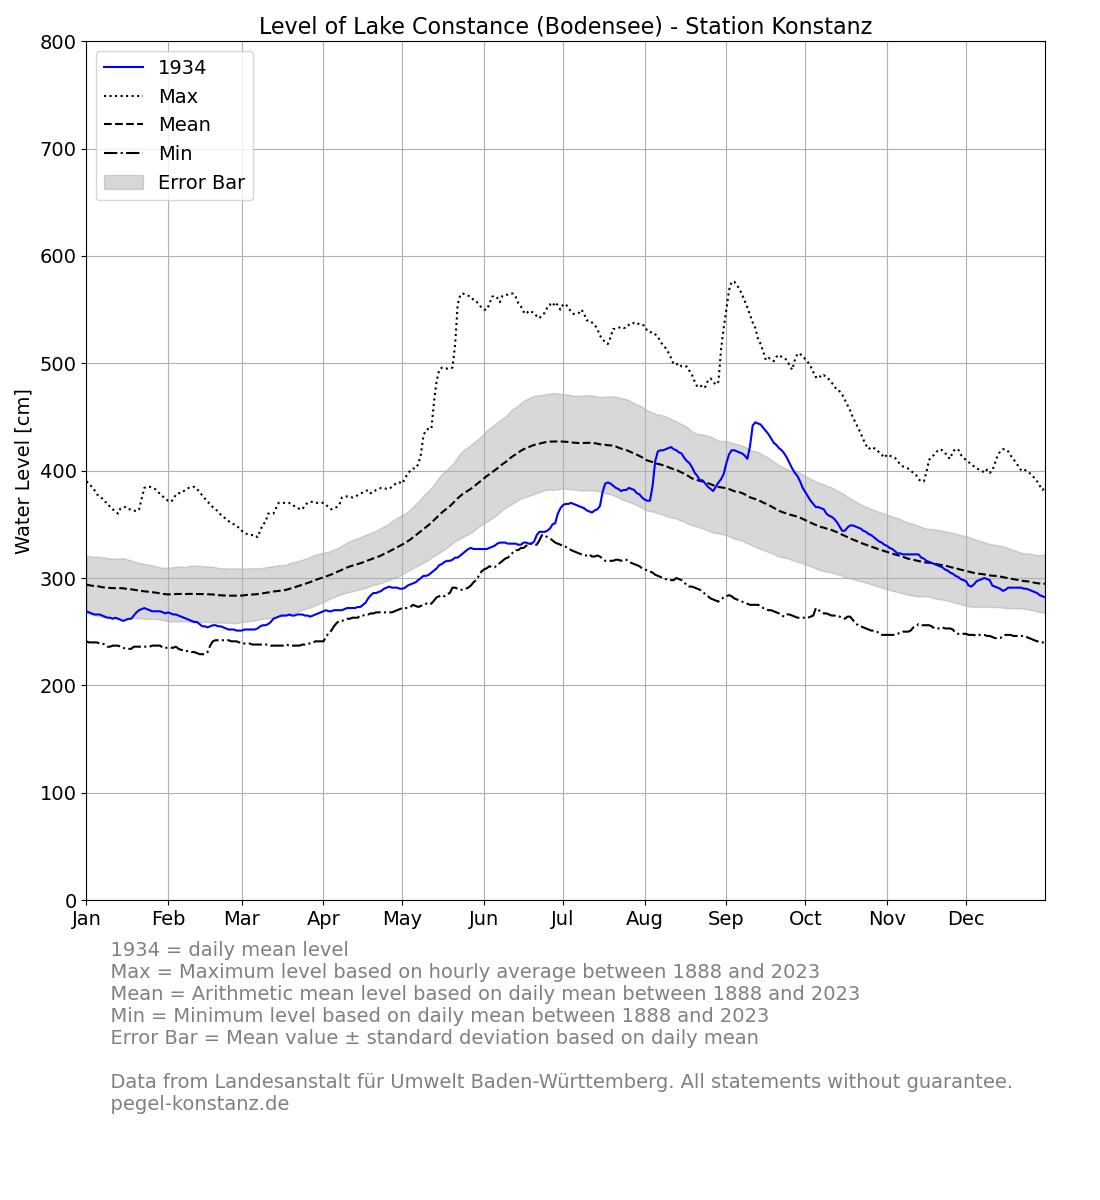 Level of Lake Constance (Bodensee) - Station Konstanz
800
700
600
500
400
300
200
100
0
Water Level [cm]
1934
Max
Mean
Min
Error Bar
Jan Feb Mar Apr May Jun Jul Aug Sep Oct Nov Dec
1934 = daily mean level
Max = Maximum level based on hourly average between 1888 and 2023
Mean = Arithmetic mean level based on daily mean between 1888 and 2023
Min = Minimum level based on daily mean between 1888 and 2023
Error Bar = Mean value ± standard deviation based on daily mean
Data from Landesanstalt für Umwelt Baden-Württemberg. All statements without guarantee.
pegel-konstanz.de